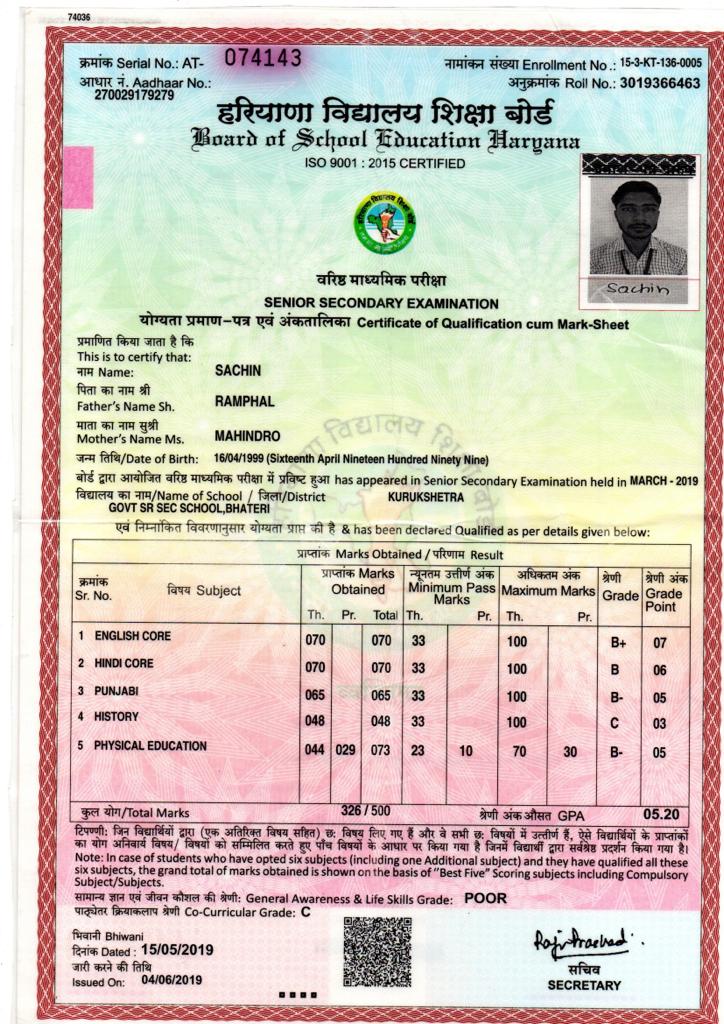 74036
क्रमांक Serial No.: AT- 074143
नामांकन संख्या Enrollment No.: 15-3-KT-136-0005
आधार नं. Aadhaar No.:
270029179279
अनुक्रमांक Roll No.: 3019366463
हरियाणा विद्यालय शिक्षा बोर्ड
Board of School Education Haryana
ISO 9001 : 2015 CERTIFIED
Sachin
वरिष्ठ माध्यमिक परीक्षा
SENIOR SECONDARY EXAMINATION
योग्यता प्रमाण-पत्र एवं अंकतालिका Certificate of Qualification cum Mark-Sheet
प्रमाणित किया जाता है कि
This is to certify that:
नाम Name: SACHIN
पिता का नाम श्री
Father's Name Sh. RAMPHAL
माता का नाम सुश्री
Mother's Name Ms. MAHINDRO
जन्म तिथि/Date of Birth: 16/04/1999 (Sixteenth April Nineteen Hundred Ninety Nine)
बोर्ड द्वारा आयोजित वरिष्ठ माध्यमिक परीक्षा में प्रविष्ट हुआ has appeared in Senior Secondary Examination held in MARCH - 2019
विद्यालय का नाम/Name of School / जिला/District KURUKSHETRA
GOVT SR SEC SCHOOL,BHATERI
एवं निम्नांकित विवरणानुसार योग्यता प्राप्त की है & has been declared Qualified as per details given below:
प्राप्तांक Marks Obtained / परिणाम Result
क्रमांक Sr. No. विषय Subject प्राप्तांक Marks Obtained न्यूनतम उत्तीर्ण अंक Minimum Pass Marks अधिकतम अंक Maximum Marks श्रेणी Grade श्रेणी अंक Grade Point
Th. Pr. Total Th. Pr. Th. Pr.
1 ENGLISH CORE 070 070 33 100 B+ 07
2 HINDI CORE 070 070 33 100 B 06
3 PUNJABI 065 065 33 100 B- 05
4 HISTORY 048 048 33 100 C 03
5 PHYSICAL EDUCATION 044 029 073 23 10 70 30 B- 05
कुल योग/Total Marks 326 / 500 श्रेणी अंक औसत GPA 05.20
टिपणी: जिन विद्यार्थियों द्वारा (एक अतिरिक्त विषय सहित) छ: विषय लिए गए हैं और वे सभी छ: विषयों में उत्तीर्ण हैं, ऐसे विद्यार्थियों के प्राप्तांकों
का योग अनिवार्य विषय/ विषयों को सम्मिलित करते हुए पाँच विषयों के आधार पर किया गया है जिनमें विद्यार्थी द्वारा सर्वश्रेष्ठ प्रदर्शन किया गया है।
Note: In case of students who have opted six subjects (including one Additional subject) and they have qualified all these
six subjects, the grand total of marks obtained is shown on the basis of "Best Five" Scoring subjects including Compulsory
Subject/Subjects.
सामान्य ज्ञान एवं जीवन कौशल की श्रेणी: General Awareness & Life Skills Grade: POOR
पाठ्येतर क्रियाकलाप श्रेणी Co-Curricular Grade: C
भिवानी Bhiwani
दिनांक Dated : 15/05/2019
जारी करने की तिथि
Issued On: 04/06/2019
सचिव
SECRETARY